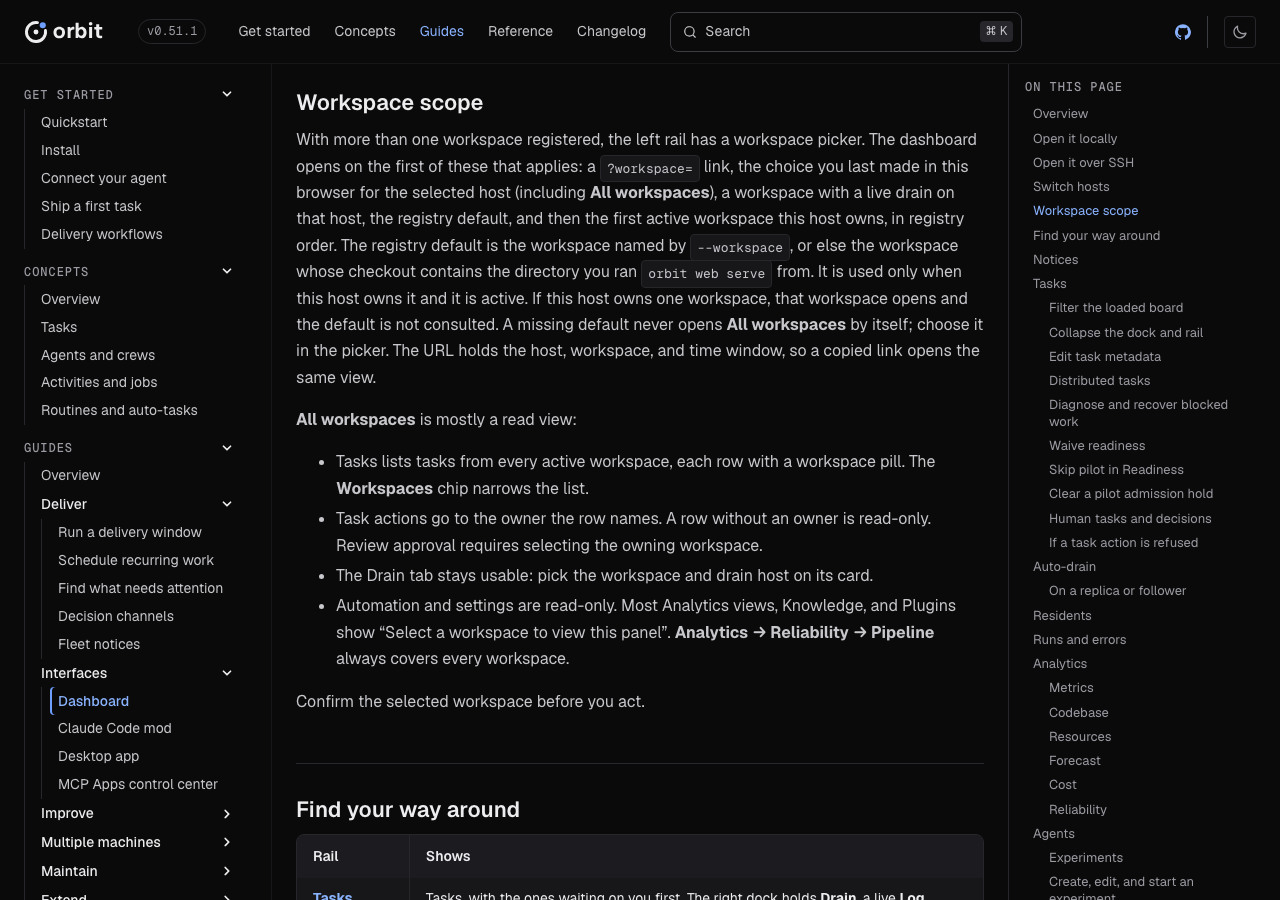 orbit
v0.51.1
Get started
Concepts
Guides
Reference
Changelog
Search
⌘ K
GET STARTED
Quickstart
Install
Connect your agent
Ship a first task
Delivery workflows
CONCEPTS
Overview
Tasks
Agents and crews
Activities and jobs
Routines and auto-tasks
GUIDES
Overview
Deliver
Run a delivery window
Schedule recurring work
Find what needs attention
Decision channels
Fleet notices
Interfaces
Dashboard
Claude Code mod
Desktop app
MCP Apps control center
Improve
Multiple machines
Maintain
Extend
Workspace scope
With more than one workspace registered, the left rail has a workspace picker. The dashboard
opens on the first of these that applies: a ?workspace= link, the choice you last made in this
browser for the selected host (including All workspaces), a workspace with a live drain on
that host, the registry default, and then the first active workspace this host owns, in registry
order. The registry default is the workspace named by --workspace, or else the workspace
whose checkout contains the directory you ran orbit web serve from. It is used only when
this host owns it and it is active. If this host owns one workspace, that workspace opens and
the default is not consulted. A missing default never opens All workspaces by itself; choose it
in the picker. The URL holds the host, workspace, and time window, so a copied link opens the
same view.
All workspaces is mostly a read view:
• Tasks lists tasks from every active workspace, each row with a workspace pill. The
Workspaces chip narrows the list.
• Task actions go to the owner the row names. A row without an owner is read-only.
Review approval requires selecting the owning workspace.
• The Drain tab stays usable: pick the workspace and drain host on its card.
• Automation and settings are read-only. Most Analytics views, Knowledge, and Plugins
show “Select a workspace to view this panel”. Analytics → Reliability → Pipeline
always covers every workspace.
Confirm the selected workspace before you act.
Find your way around
Rail
Shows
Tasks
Tasks, with the ones waiting on you first. The right dock holds Drain, a live Log,
ON THIS PAGE
Overview
Open it locally
Open it over SSH
Switch hosts
Workspace scope
Find your way around
Notices
Tasks
Filter the loaded board
Collapse the dock and rail
Edit task metadata
Distributed tasks
Diagnose and recover blocked
work
Waive readiness
Skip pilot in Readiness
Clear a pilot admission hold
Human tasks and decisions
If a task action is refused
Auto-drain
On a replica or follower
Residents
Runs and errors
Analytics
Metrics
Codebase
Resources
Forecast
Cost
Reliability
Agents
Experiments
Create, edit, and start an
experiment